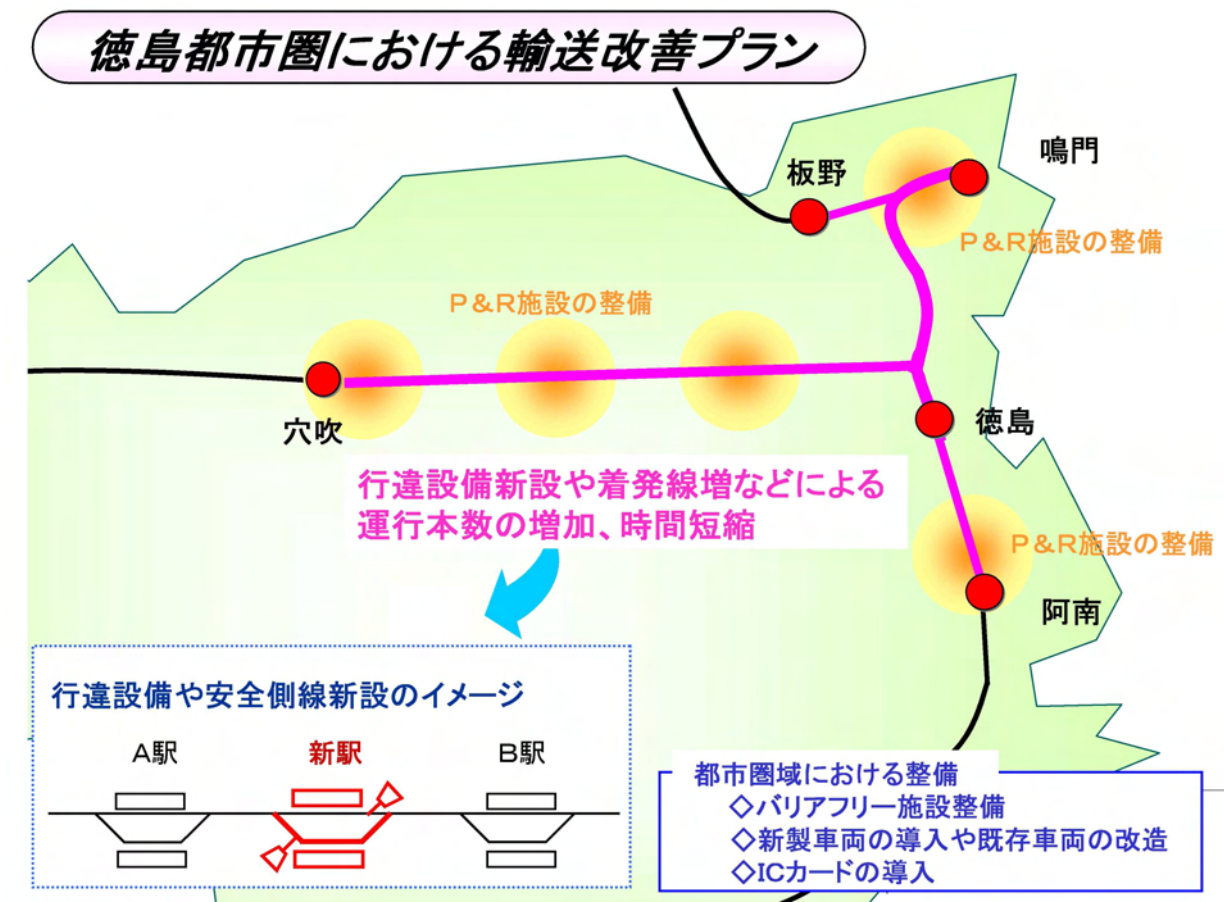 徳島都市圏における輸送改善プラン
鳴門
板野
P&R施設の整備
P&R施設の整備
穴吹
徳島
行違設備新設や着発線増などによる
運行本数の増加、時間短縮
P&R施設の整備
阿南
行違設備や安全側線新設のイメージ
A駅
新駅
B駅
都市圏域における整備
◇バリアフリー施設整備
◇新製車両の導入や既存車両の改造
◇ICカードの導入